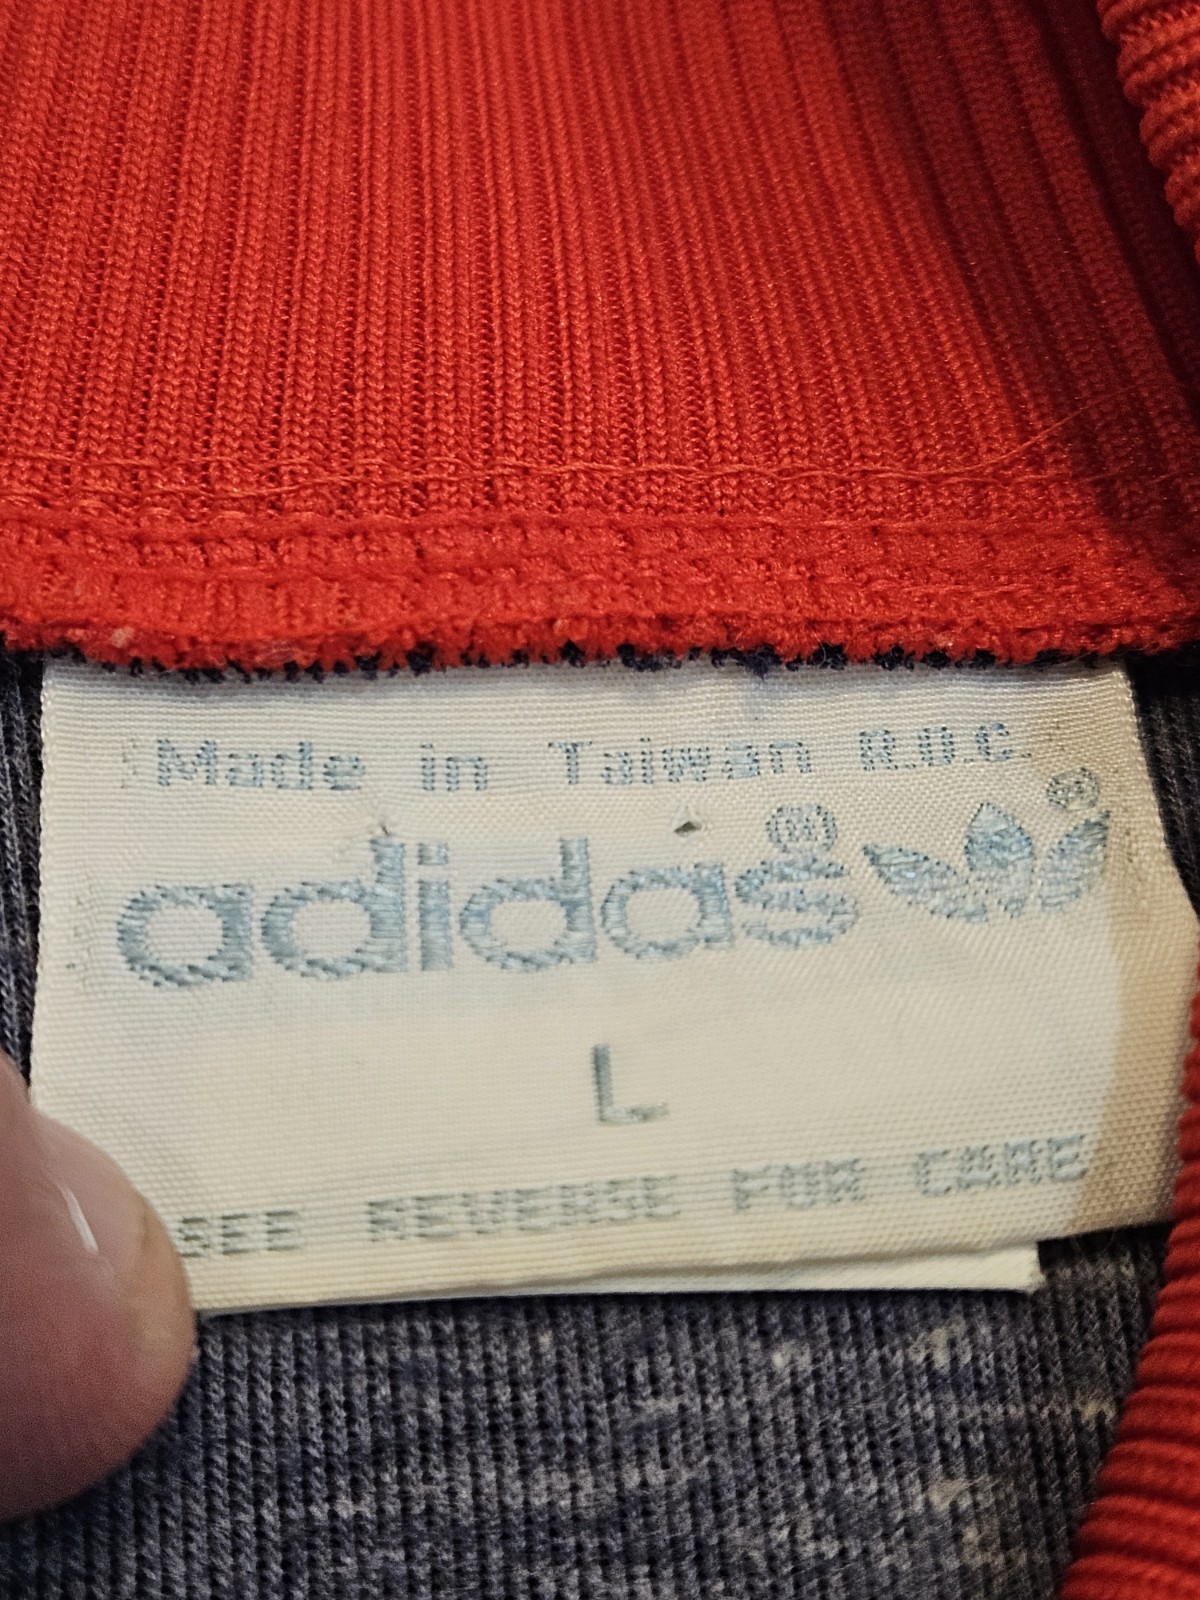 Made in Taiwan R.O.C.
adidas®
®
L
SEE REVERSE FOR CARE